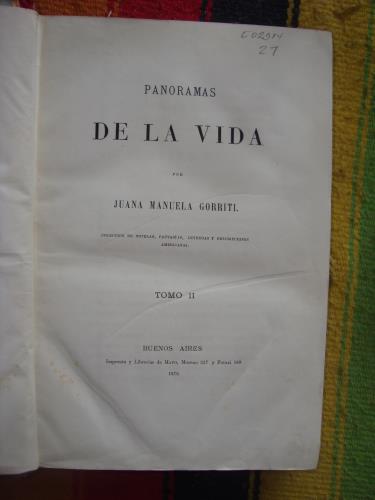 27
PANORAMAS
DE LA VIDA
POR
JUANA MANUELA GORRITI.
COLECCION DE NOVELAS, FANTASIAS, LEYENDAS Y DESCRIPCIONES
AMERICANAS.
TOMO II
BUENOS AIRES
Imprenta y Librerias de Mayo, Moreno y Potosí
1876